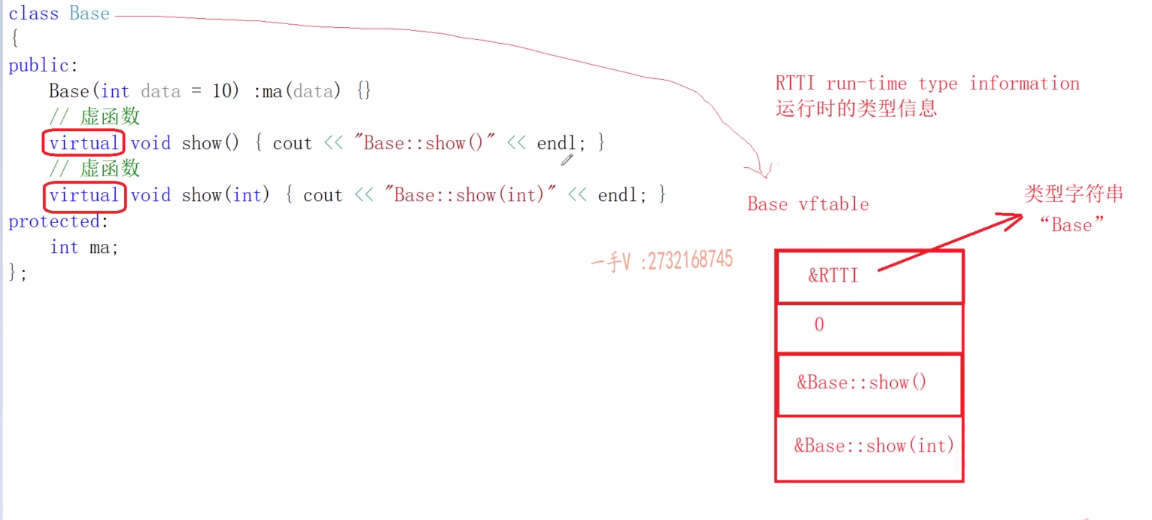 class Base
{
public:
    Base(int data = 10) :ma(data) {}
    // 虚函数
    virtual void show() { cout << "Base::show()" << endl; }
    // 虚函数
    virtual void show(int) { cout << "Base::show(int)" << endl; }
protected:
    int ma;
};
RTTI run-time type information
运行时的类型信息
Base vftable
类型字符串
“Base”
一手V :2732168745
&RTTI
0
&Base::show()
&Base::show(int)